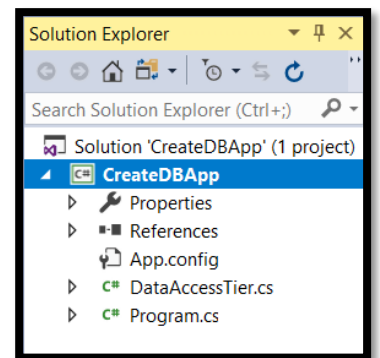 Solution Explorer
Search Solution Explorer (Ctrl+;)
Solution 'CreateDBApp' (1 project)
C# CreateDBApp
Properties
References
App.config
C# DataAccessTier.cs
C# Program.cs